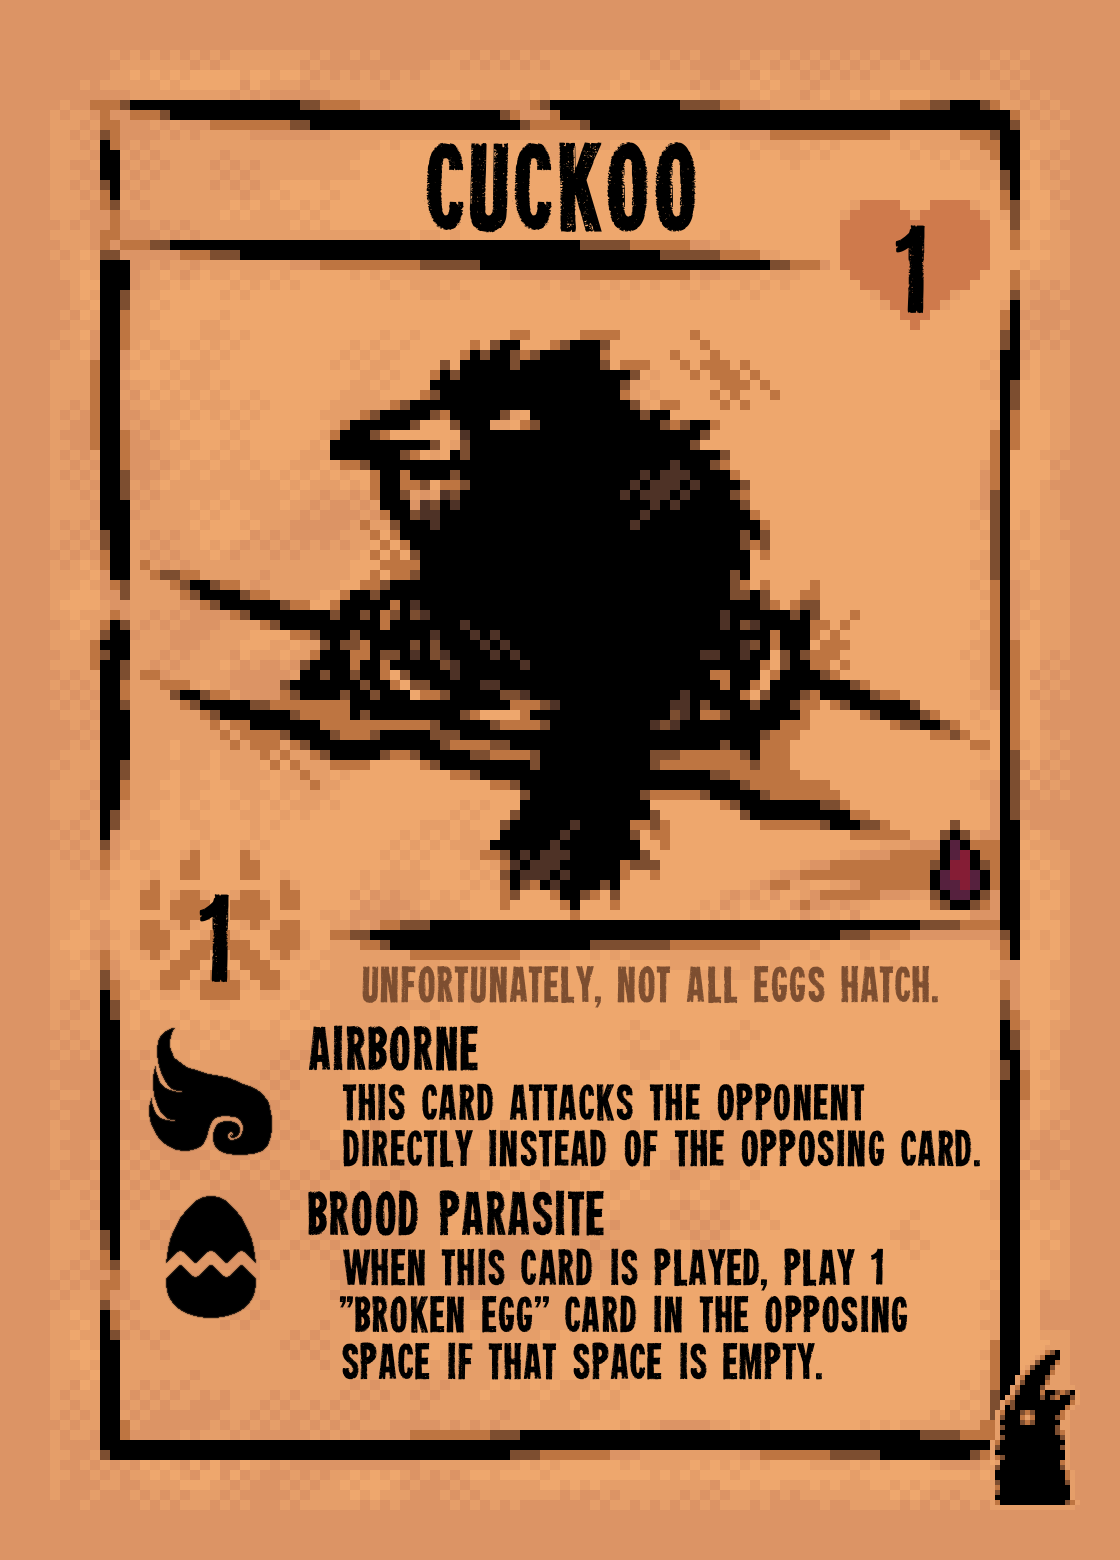 CUCKOO
1
1
UNFORTUNATELY, NOT ALL EGGS HATCH.
AIRBORNE
THIS CARD ATTACKS THE OPPONENT
DIRECTLY INSTEAD OF THE OPPOSING CARD.
BROOD PARASITE
WHEN THIS CARD IS PLAYED, PLAY 1
"BROKEN EGG" CARD IN THE OPPOSING
SPACE IF THAT SPACE IS EMPTY.